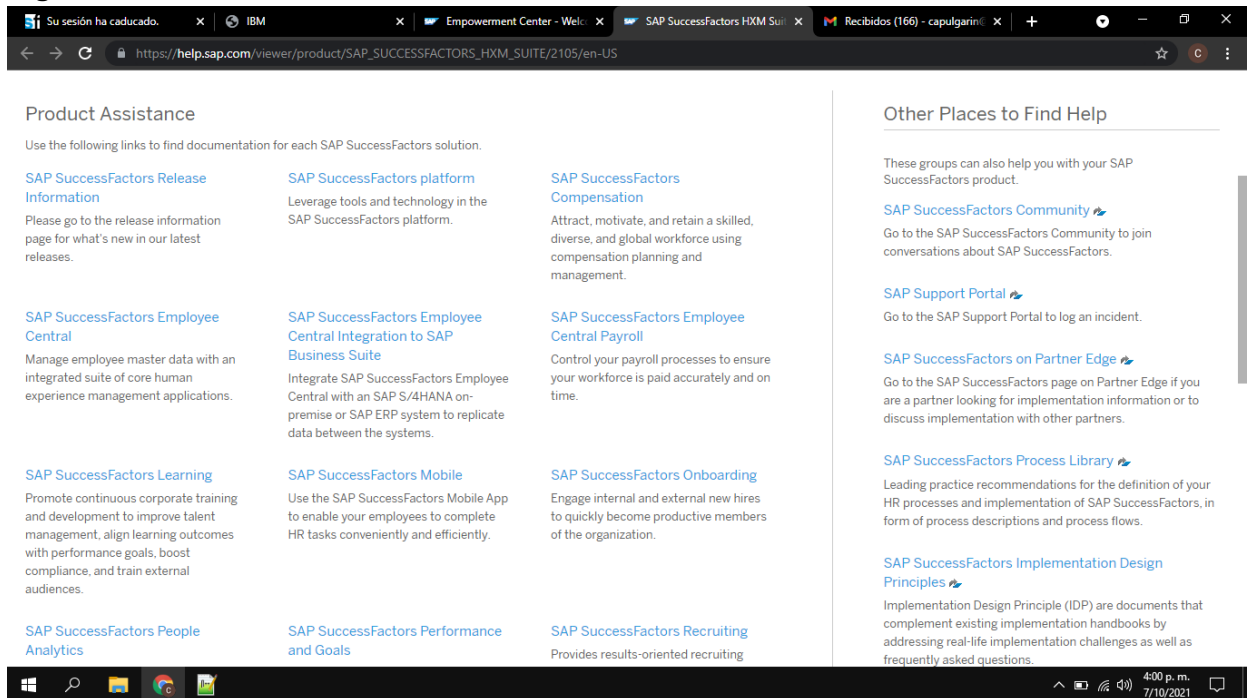 Su sesión ha caducado.
IBM
Empowerment Center - Welc
SAP SuccessFactors HXM Sui
Recibidos (166) - capulgarin
https://help.sap.com/viewer/product/SAP_SUCCESSFACTORS_HXM_SUITE/2105/en-US
C
Product Assistance
Use the following links to find documentation for each SAP SuccessFactors solution.
SAP SuccessFactors Release
Information
Please go to the release information
page for what's new in our latest
releases.
SAP SuccessFactors platform
Leverage tools and technology in the
SAP SuccessFactors platform.
SAP SuccessFactors
Compensation
Attract, motivate, and retain a skilled,
diverse, and global workforce using
compensation planning and
management.
SAP SuccessFactors Employee
Central
Manage employee master data with an
integrated suite of core human
experience management applications.
SAP SuccessFactors Employee
Central Integration to SAP
Business Suite
Integrate SAP SuccessFactors Employee
Central with an SAP S/4HANA on-
premise or SAP ERP system to replicate
data between the systems.
SAP SuccessFactors Employee
Central Payroll
Control your payroll processes to ensure
your workforce is paid accurately and on
time.
SAP SuccessFactors Learning
Promote continuous corporate training
and development to improve talent
management, align learning outcomes
with performance goals, boost
compliance, and train external
audiences.
SAP SuccessFactors Mobile
Use the SAP SuccessFactors Mobile App
to enable your employees to complete
HR tasks conveniently and efficiently.
SAP SuccessFactors Onboarding
Engage internal and external new hires
to quickly become productive members
of the organization.
SAP SuccessFactors People
Analytics
SAP SuccessFactors Performance
and Goals
SAP SuccessFactors Recruiting
Provides results-oriented recruiting
Other Places to Find Help
These groups can also help you with your SAP
SuccessFactors product.
SAP SuccessFactors Community
Go to the SAP SuccessFactors Community to join
conversations about SAP SuccessFactors.
SAP Support Portal
Go to the SAP Support Portal to log an incident.
SAP SuccessFactors on Partner Edge
Go to the SAP SuccessFactors page on Partner Edge if you
are a partner looking for implementation information or to
discuss implementation with other partners.
SAP SuccessFactors Process Library
Leading practice recommendations for the definition of your
HR processes and implementation of SAP SuccessFactors, in
form of process descriptions and process flows.
SAP SuccessFactors Implementation Design
Principles
Implementation Design Principle (IDP) are documents that
complement existing implementation handbooks by
addressing real-life implementation challenges as well as
frequently asked questions.
4:00 p. m.
7/10/2021